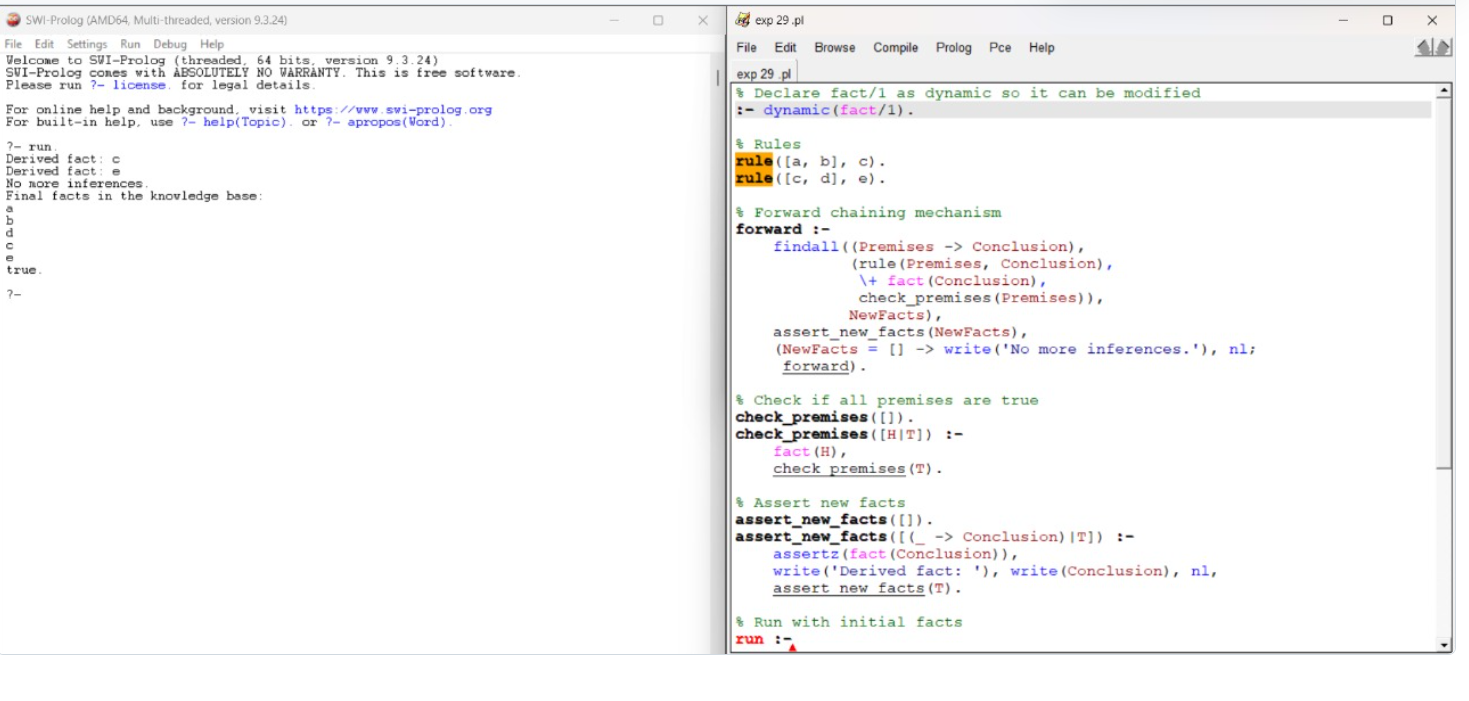 SWI-Prolog (AMD64, Multi-threaded, version 9.3.24)
File Edit Settings Run Debug Help
Welcome to SWI-Prolog (threaded, 64 bits, version 9.3.24)
SWI-Prolog comes with ABSOLUTELY NO WARRANTY. This is free software.
Please run ?- license. for legal details.
For online help and background, visit https://www.swi-prolog.org
For built-in help, use ?- help(Topic). or ?- apropos(Word).
?- run.
Derived fact: c
Derived fact: e
No more inferences.
Final facts in the knowledge base:
a
b
d
c
e
true.
?-
exp 29 .pl
File Edit Browse Compile Prolog Pce Help
exp 29 .pl
% Declare fact/1 as dynamic so it can be modified
:- dynamic(fact/1).
% Rules
rule([a, b], c).
rule([c, d], e).
% Forward chaining mechanism
forward :-
findall((Premises -> Conclusion),
(rule(Premises, Conclusion),
\+ fact(Conclusion),
check_premises(Premises)),
NewFacts),
assert_new_facts(NewFacts),
(NewFacts = [] -> write('No more inferences.'), nl;
forward).
% Check if all premises are true
check_premises([]).
check_premises([H|T]) :-
fact(H),
check_premises(T).
% Assert new facts
assert_new_facts([]).
assert_new_facts([(_ -> Conclusion)|T]) :-
assertz(fact(Conclusion)),
write('Derived fact: '), write(Conclusion), nl,
assert_new_facts(T).
% Run with initial facts
run :-